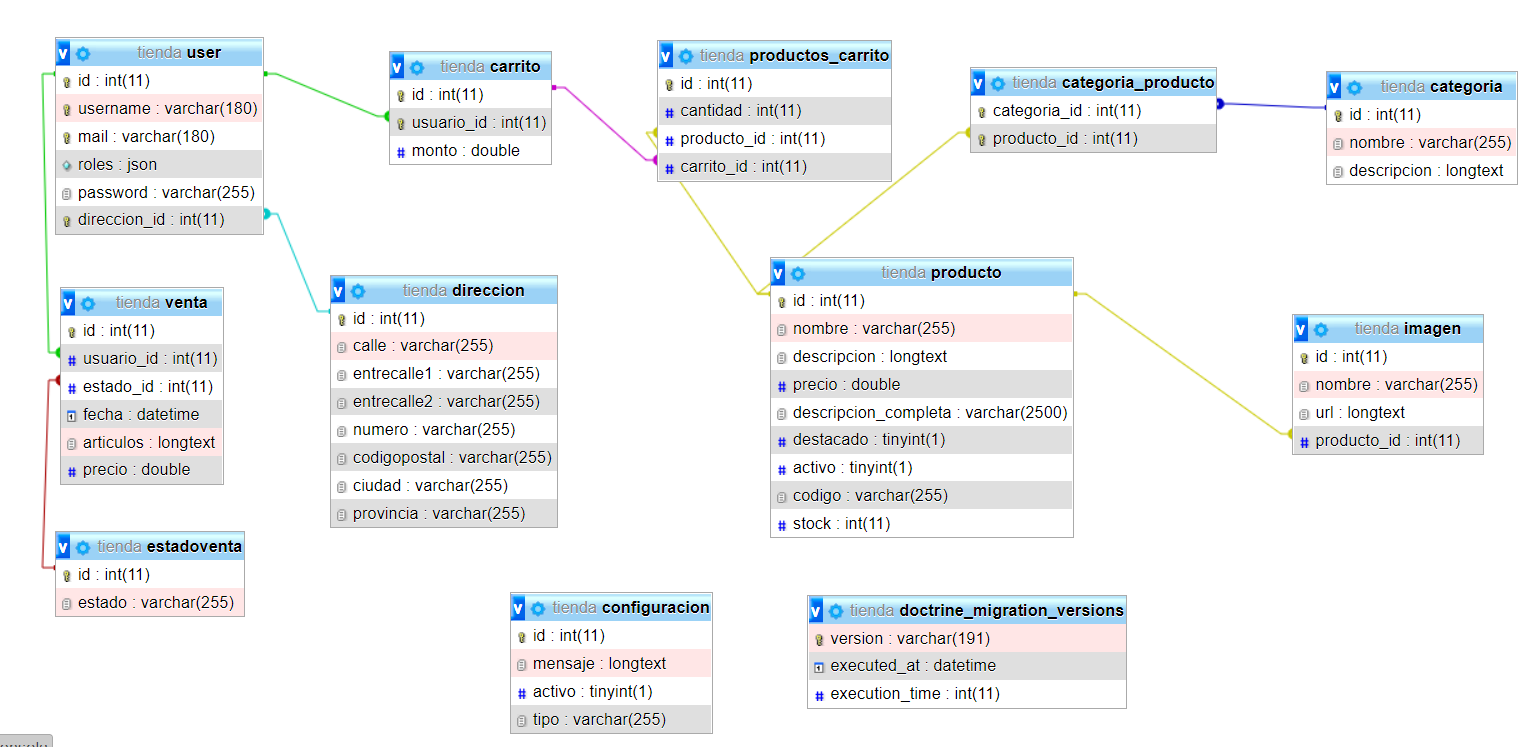 tienda user
id : int(11)
username : varchar(180)
mail : varchar(180)
roles : json
password : varchar(255)
direccion_id : int(11)
tienda carrito
id : int(11)
usuario_id : int(11)
monto : double
tienda productos_carrito
id : int(11)
cantidad : int(11)
producto_id : int(11)
carrito_id : int(11)
tienda categoria_producto
categoria_id : int(11)
producto_id : int(11)
tienda categoria
id : int(11)
nombre : varchar(255)
descripcion : longtext
tienda venta
id : int(11)
usuario_id : int(11)
estado_id : int(11)
fecha : datetime
articulos : longtext
precio : double
tienda direccion
id : int(11)
calle : varchar(255)
entrecalle1 : varchar(255)
entrecalle2 : varchar(255)
numero : varchar(255)
codigopostal : varchar(255)
ciudad : varchar(255)
provincia : varchar(255)
tienda producto
id : int(11)
nombre : varchar(255)
descripcion : longtext
precio : double
descripcion_completa : varchar(2500)
destacado : tinyint(1)
activo : tinyint(1)
codigo : varchar(255)
stock : int(11)
tienda imagen
id : int(11)
nombre : varchar(255)
url : longtext
producto_id : int(11)
tienda estadoventa
id : int(11)
estado : varchar(255)
tienda configuracion
id : int(11)
mensaje : longtext
activo : tinyint(1)
tipo : varchar(255)
tienda doctrine_migration_versions
version : varchar(191)
executed_at : datetime
execution_time : int(11)